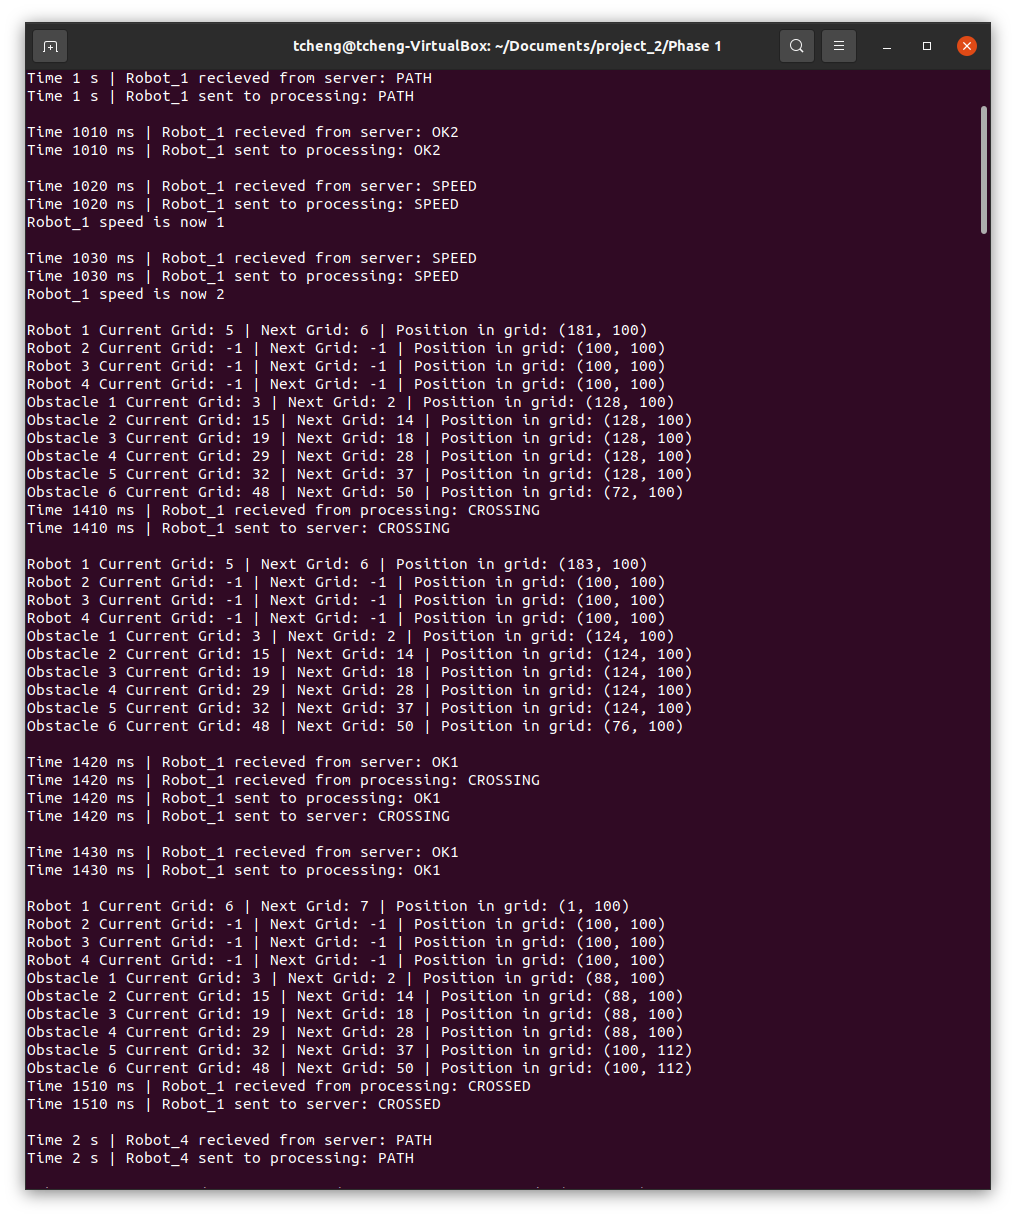 tcheng@tcheng-VirtualBox: ~/Documents/project_2/Phase 1
Time 1 s | Robot_1 recieved from server: PATH
Time 1 s | Robot_1 sent to processing: PATH
Time 1010 ms | Robot_1 recieved from server: OK2
Time 1010 ms | Robot_1 sent to processing: OK2
Time 1020 ms | Robot_1 recieved from server: SPEED
Time 1020 ms | Robot_1 sent to processing: SPEED
Robot_1 speed is now 1
Time 1030 ms | Robot_1 recieved from server: SPEED
Time 1030 ms | Robot_1 sent to processing: SPEED
Robot_1 speed is now 2
Robot 1 Current Grid: 5 | Next Grid: 6 | Position in grid: (181, 100)
Robot 2 Current Grid: -1 | Next Grid: -1 | Position in grid: (100, 100)
Robot 3 Current Grid: -1 | Next Grid: -1 | Position in grid: (100, 100)
Robot 4 Current Grid: -1 | Next Grid: -1 | Position in grid: (100, 100)
Obstacle 1 Current Grid: 3 | Next Grid: 2 | Position in grid: (128, 100)
Obstacle 2 Current Grid: 15 | Next Grid: 14 | Position in grid: (128, 100)
Obstacle 3 Current Grid: 19 | Next Grid: 18 | Position in grid: (128, 100)
Obstacle 4 Current Grid: 29 | Next Grid: 28 | Position in grid: (128, 100)
Obstacle 5 Current Grid: 32 | Next Grid: 37 | Position in grid: (128, 100)
Obstacle 6 Current Grid: 48 | Next Grid: 50 | Position in grid: (72, 100)
Time 1410 ms | Robot_1 recieved from processing: CROSSING
Time 1410 ms | Robot_1 sent to server: CROSSING
Robot 1 Current Grid: 5 | Next Grid: 6 | Position in grid: (183, 100)
Robot 2 Current Grid: -1 | Next Grid: -1 | Position in grid: (100, 100)
Robot 3 Current Grid: -1 | Next Grid: -1 | Position in grid: (100, 100)
Robot 4 Current Grid: -1 | Next Grid: -1 | Position in grid: (100, 100)
Obstacle 1 Current Grid: 3 | Next Grid: 2 | Position in grid: (124, 100)
Obstacle 2 Current Grid: 15 | Next Grid: 14 | Position in grid: (124, 100)
Obstacle 3 Current Grid: 19 | Next Grid: 18 | Position in grid: (124, 100)
Obstacle 4 Current Grid: 29 | Next Grid: 28 | Position in grid: (124, 100)
Obstacle 5 Current Grid: 32 | Next Grid: 37 | Position in grid: (124, 100)
Obstacle 6 Current Grid: 48 | Next Grid: 50 | Position in grid: (76, 100)
Time 1420 ms | Robot_1 recieved from server: OK1
Time 1420 ms | Robot_1 recieved from processing: CROSSING
Time 1420 ms | Robot_1 sent to processing: OK1
Time 1420 ms | Robot_1 sent to server: CROSSING
Time 1430 ms | Robot_1 recieved from server: OK1
Time 1430 ms | Robot_1 sent to processing: OK1
Robot 1 Current Grid: 6 | Next Grid: 7 | Position in grid: (1, 100)
Robot 2 Current Grid: -1 | Next Grid: -1 | Position in grid: (100, 100)
Robot 3 Current Grid: -1 | Next Grid: -1 | Position in grid: (100, 100)
Robot 4 Current Grid: -1 | Next Grid: -1 | Position in grid: (100, 100)
Obstacle 1 Current Grid: 3 | Next Grid: 2 | Position in grid: (88, 100)
Obstacle 2 Current Grid: 15 | Next Grid: 14 | Position in grid: (88, 100)
Obstacle 3 Current Grid: 19 | Next Grid: 18 | Position in grid: (88, 100)
Obstacle 4 Current Grid: 29 | Next Grid: 28 | Position in grid: (88, 100)
Obstacle 5 Current Grid: 32 | Next Grid: 37 | Position in grid: (100, 112)
Obstacle 6 Current Grid: 48 | Next Grid: 50 | Position in grid: (100, 112)
Time 1510 ms | Robot_1 recieved from processing: CROSSED
Time 1510 ms | Robot_1 sent to server: CROSSED
Time 2 s | Robot_4 recieved from server: PATH
Time 2 s | Robot_4 sent to processing: PATH